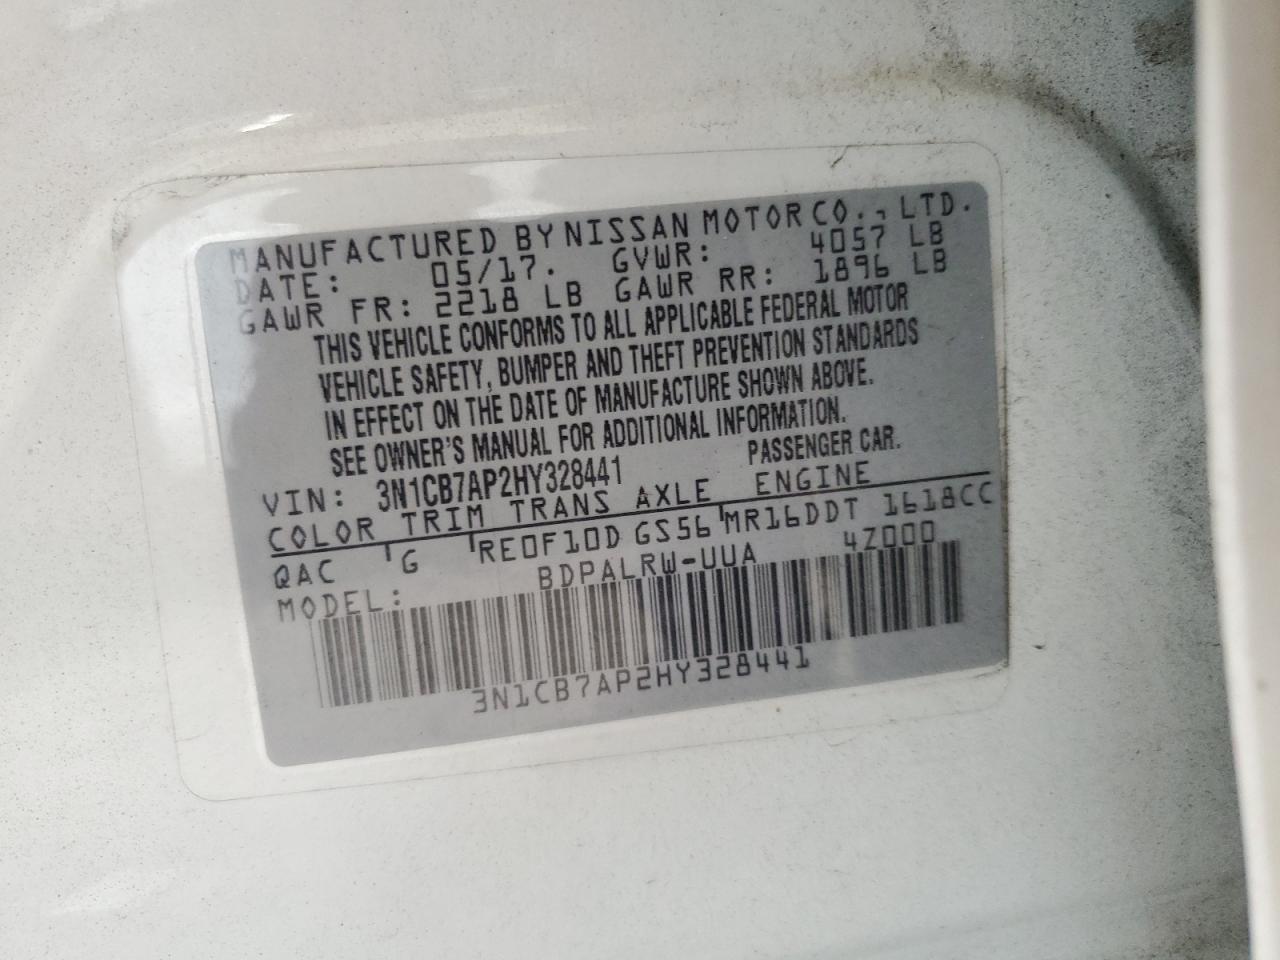 MANUFACTURED BY NISSAN MOTOR CO., LTD.
DATE: 05/17. GVWR: 4057 LB
GAWR FR: 2218 LB GAWR RR: 1896 LB
THIS VEHICLE CONFORMS TO ALL APPLICABLE FEDERAL MOTOR
VEHICLE SAFETY, BUMPER AND THEFT PREVENTION STANDARDS
IN EFFECT ON THE DATE OF MANUFACTURE SHOWN ABOVE.
SEE OWNER'S MANUAL FOR ADDITIONAL INFORMATION.
VIN: 3N1CB7AP2HY328441 PASSENGER CAR.
COLOR TRIM TRANS AXLE ENGINE
QAC G RE0F10D GS56 MR16DDT 1618CC
MODEL: BDPALRW-UUA 4Z000
3N1CB7AP2HY328441